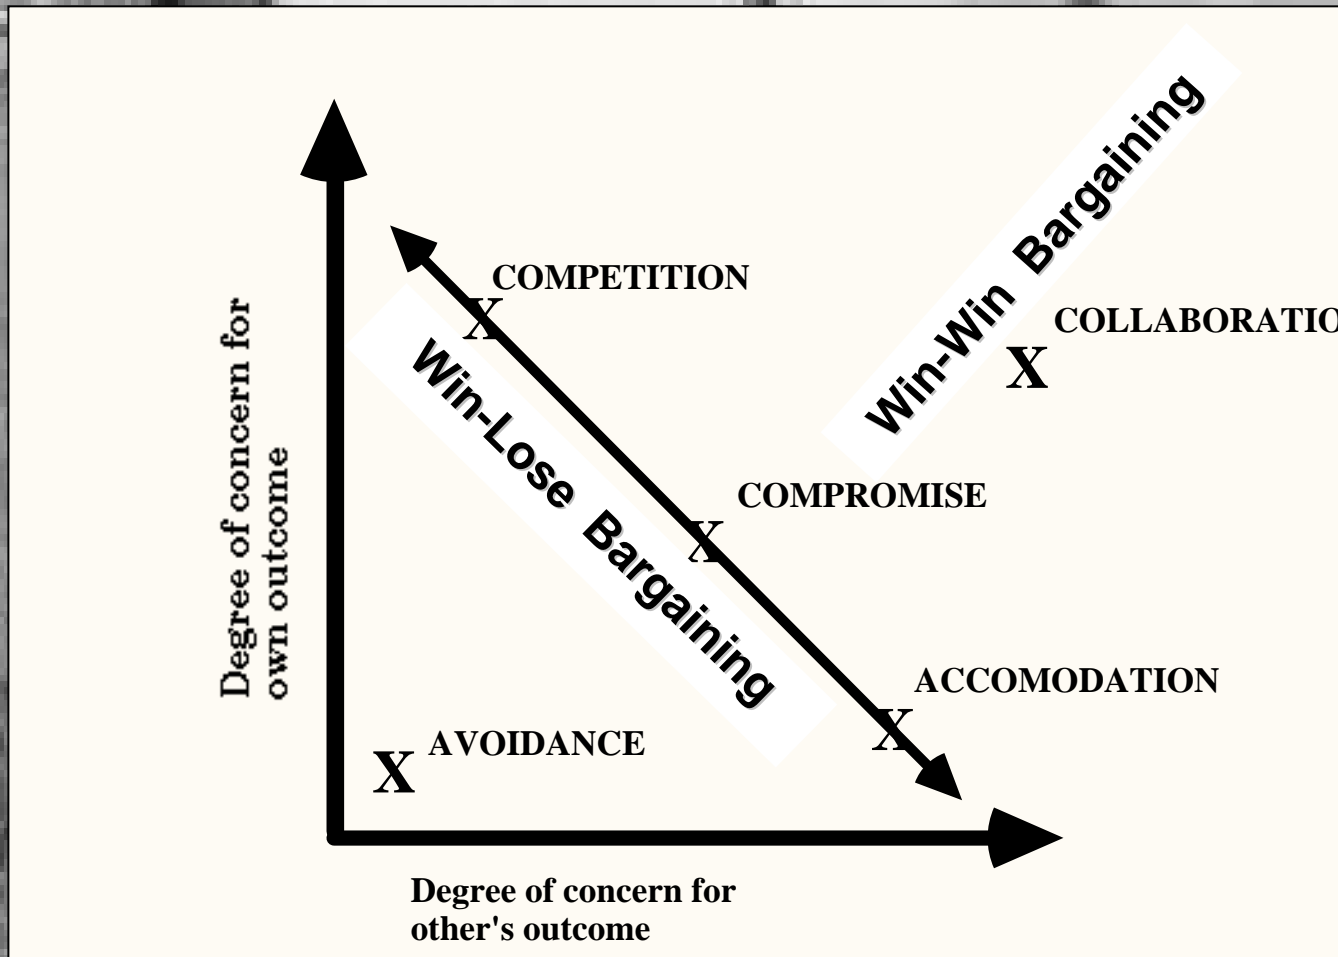 Win-Win Bargaining
COMPETITION
X
COLLABORATIO
X
Degree of concern for
own outcome
Win-Lose Bargaining
COMPROMISE
X
ACCOMODATION
X
AVOIDANCE
X
Degree of concern for
other's outcome